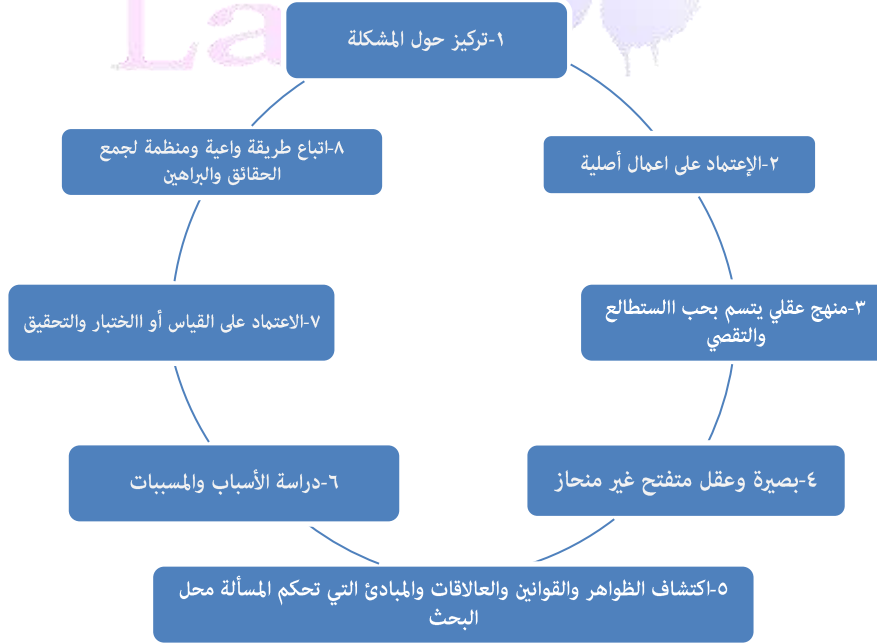 La
١-تركيز حول المشكلة
٢-الإعتماد على اعمال أصلية
٣-منهج عقلي يتسم بحب االستطالع
والتقصي
٤-بصيرة وعقل متفتح غير منحاز
٥-اكتشاف الظواهر والقوانين والعالاقات والمبادئ التي تحكم المسألة محل
البحث
٦-دراسة الأسباب والمسببات
٧-الاعتماد على القياس أو االختبار والتحقيق
٨-اتباع طريقة واعية ومنظمة لجمع
الحقائق والبراهين